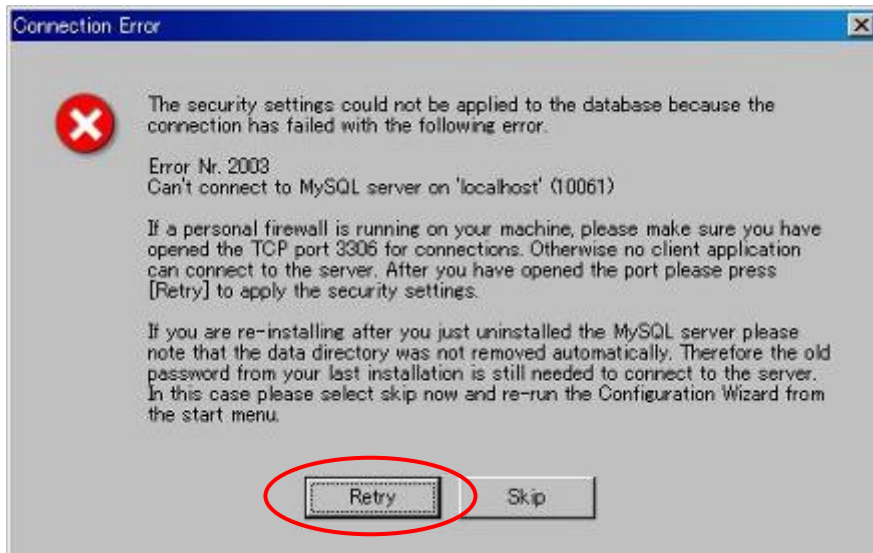 Connection Error
The security settings could not be applied to the database because the
connection has failed with the following error.
Error Nr. 2003
Can't connect to MySQL server on 'localhost' (10061)
If a personal firewall is running on your machine, please make sure you have
opened the TCP port 3306 for connections. Otherwise no client application
can connect to the server. After you have opened the port please press
[Retry] to apply the security settings.
If you are re-installing after you just uninstalled the MySQL server please
note that the data directory was not removed automatically. Therefore the old
password from your last installation is still needed to connect to the server.
In this case please select skip now and re-run the Configuration Wizard from
the start menu.
Retry Skip